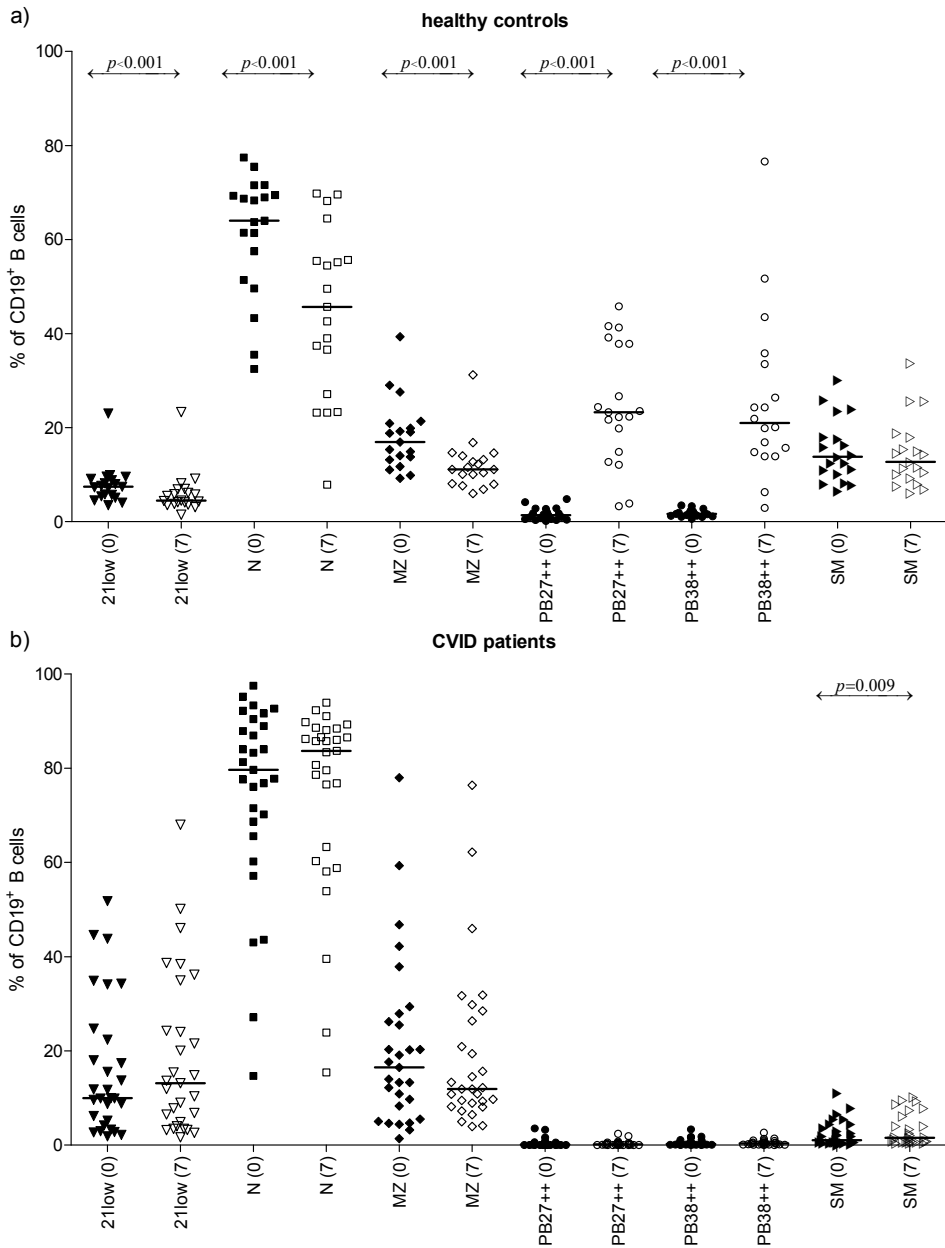 a)
healthy controls
100
80
60
40
20
0
% of CD19+ B cells
p<0.001
p<0.001
p<0.001
p<0.001
p<0.001
21low (0)
21low (7)
N (0)
N (7)
MZ (0)
MZ (7)
PB27++ (0)
PB27++ (7)
PB38++ (0)
PB38++ (7)
SM (0)
SM (7)
b)
CVID patients
100
80
60
40
20
0
% of CD19+ B cells
p=0.009
21low (0)
21low (7)
N (0)
N (7)
MZ (0)
MZ (7)
PB27++ (0)
PB27++ (7)
PB38++ (0)
PB38++ (7)
SM (0)
SM (7)